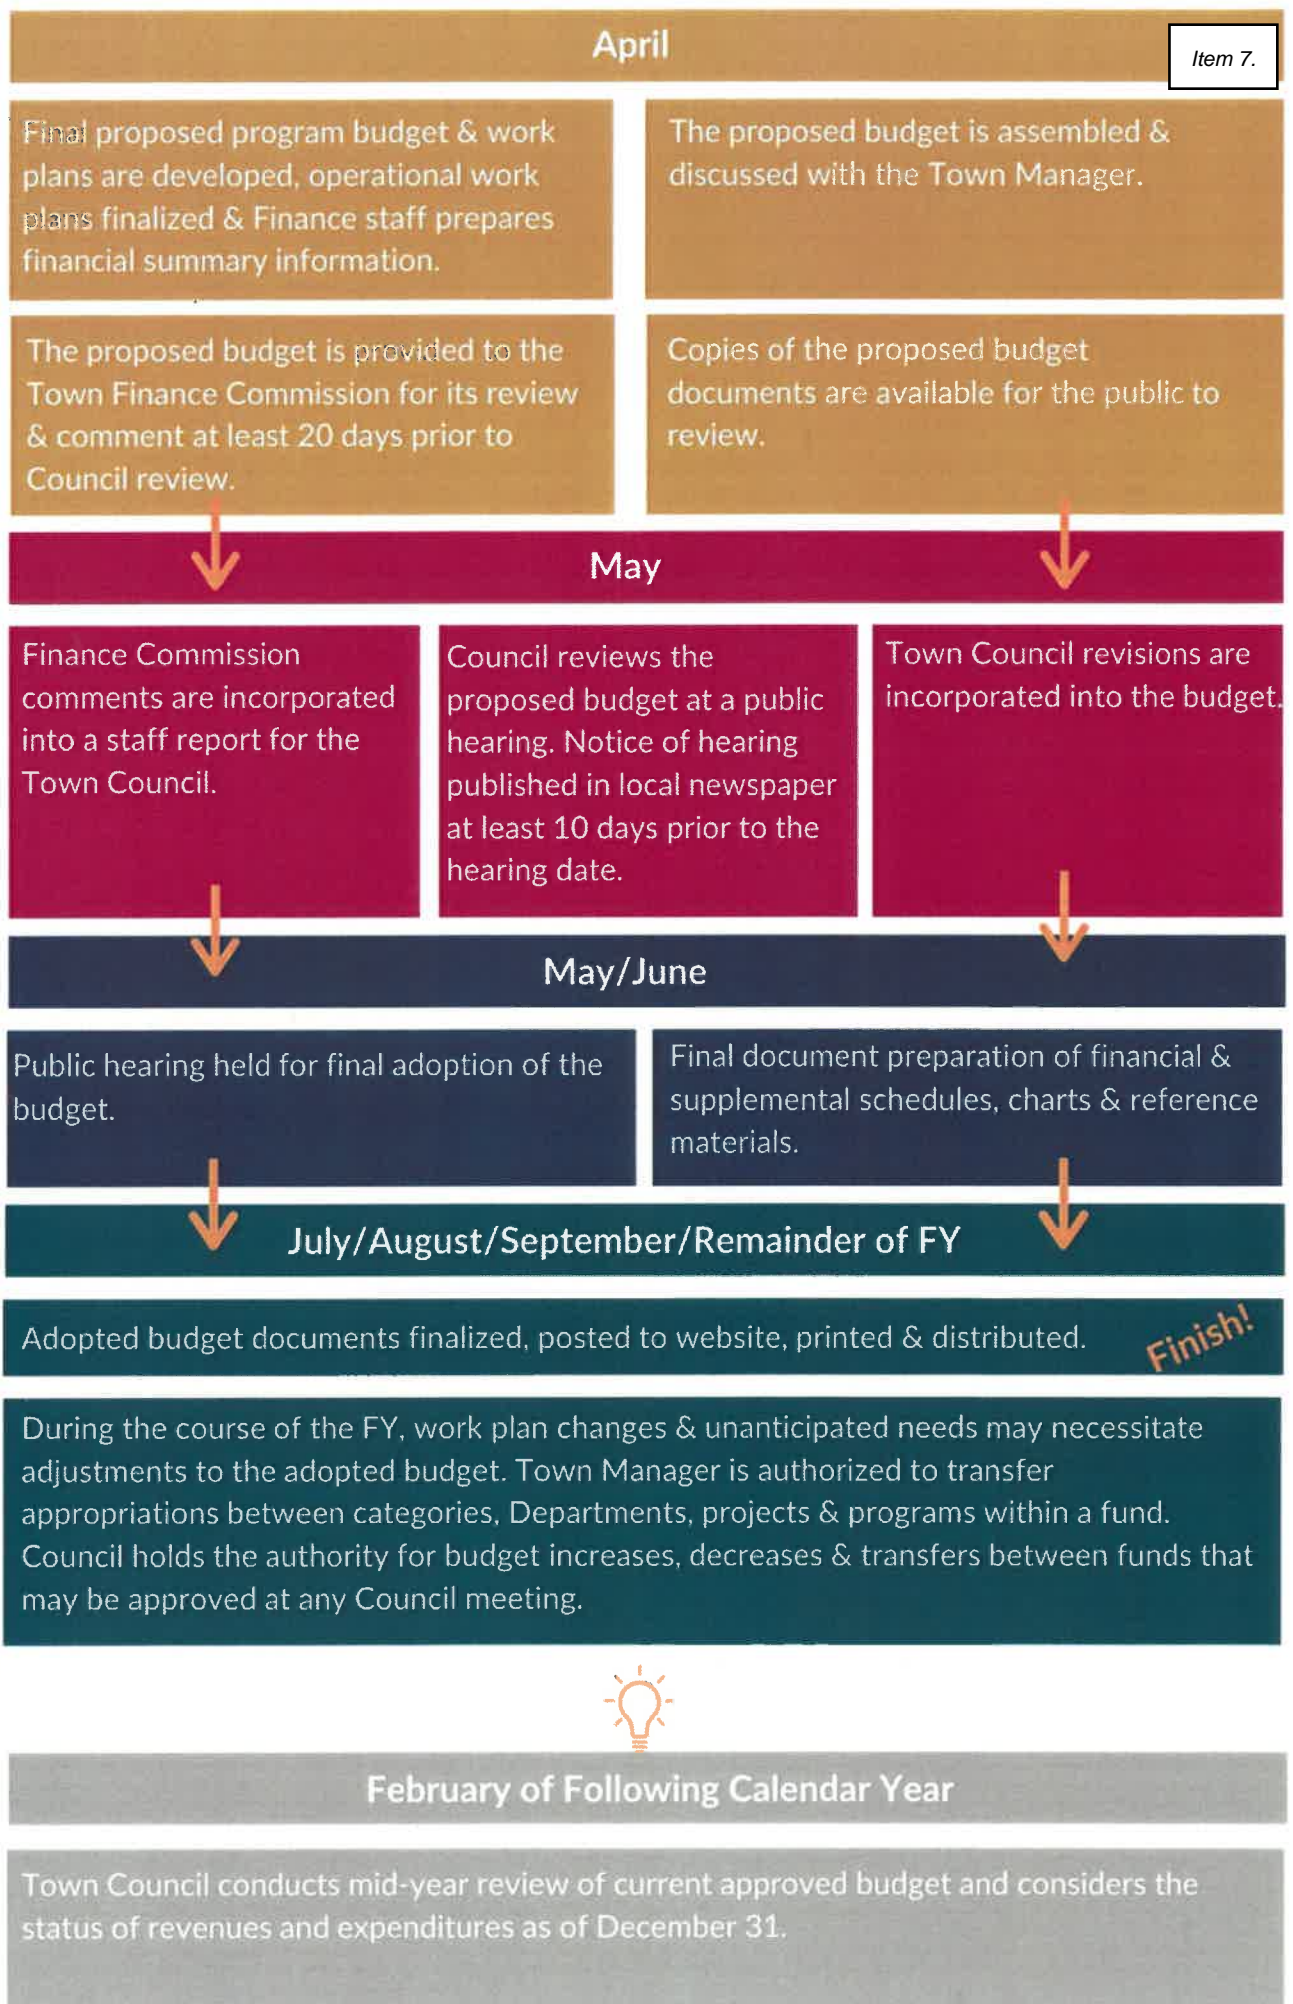 April
Item 7.
Final proposed program budget & work
plans are developed, operational work
plans finalized & Finance staff prepares
financial summary information.
The proposed budget is assembled &
discussed with the Town Manager.
The proposed budget is provided to the
Town Finance Commission for its review
& comment at least 20 days prior to
Council review.
Copies of the proposed budget
documents are available for the public to
review.
May
Finance Commission
comments are incorporated
into a staff report for the
Town Council.
Council reviews the
proposed budget at a public
hearing. Notice of hearing
published in local newspaper
at least 10 days prior to the
hearing date.
Town Council revisions are
incorporated into the budget.
May/June
Public hearing held for final adoption of the
budget.
Final document preparation of financial &
supplemental schedules, charts & reference
materials.
July/August/September/Remainder of FY
Adopted budget documents finalized, posted to website, printed & distributed.
Finish!
During the course of the FY, work plan changes & unanticipated needs may necessitate
adjustments to the adopted budget. Town Manager is authorized to transfer
appropriations between categories, Departments, projects & programs within a fund.
Council holds the authority for budget increases, decreases & transfers between funds that
may be approved at any Council meeting.
February of Following Calendar Year
Town Council conducts mid-year review of current approved budget and considers the
status of revenues and expenditures as of December 31.